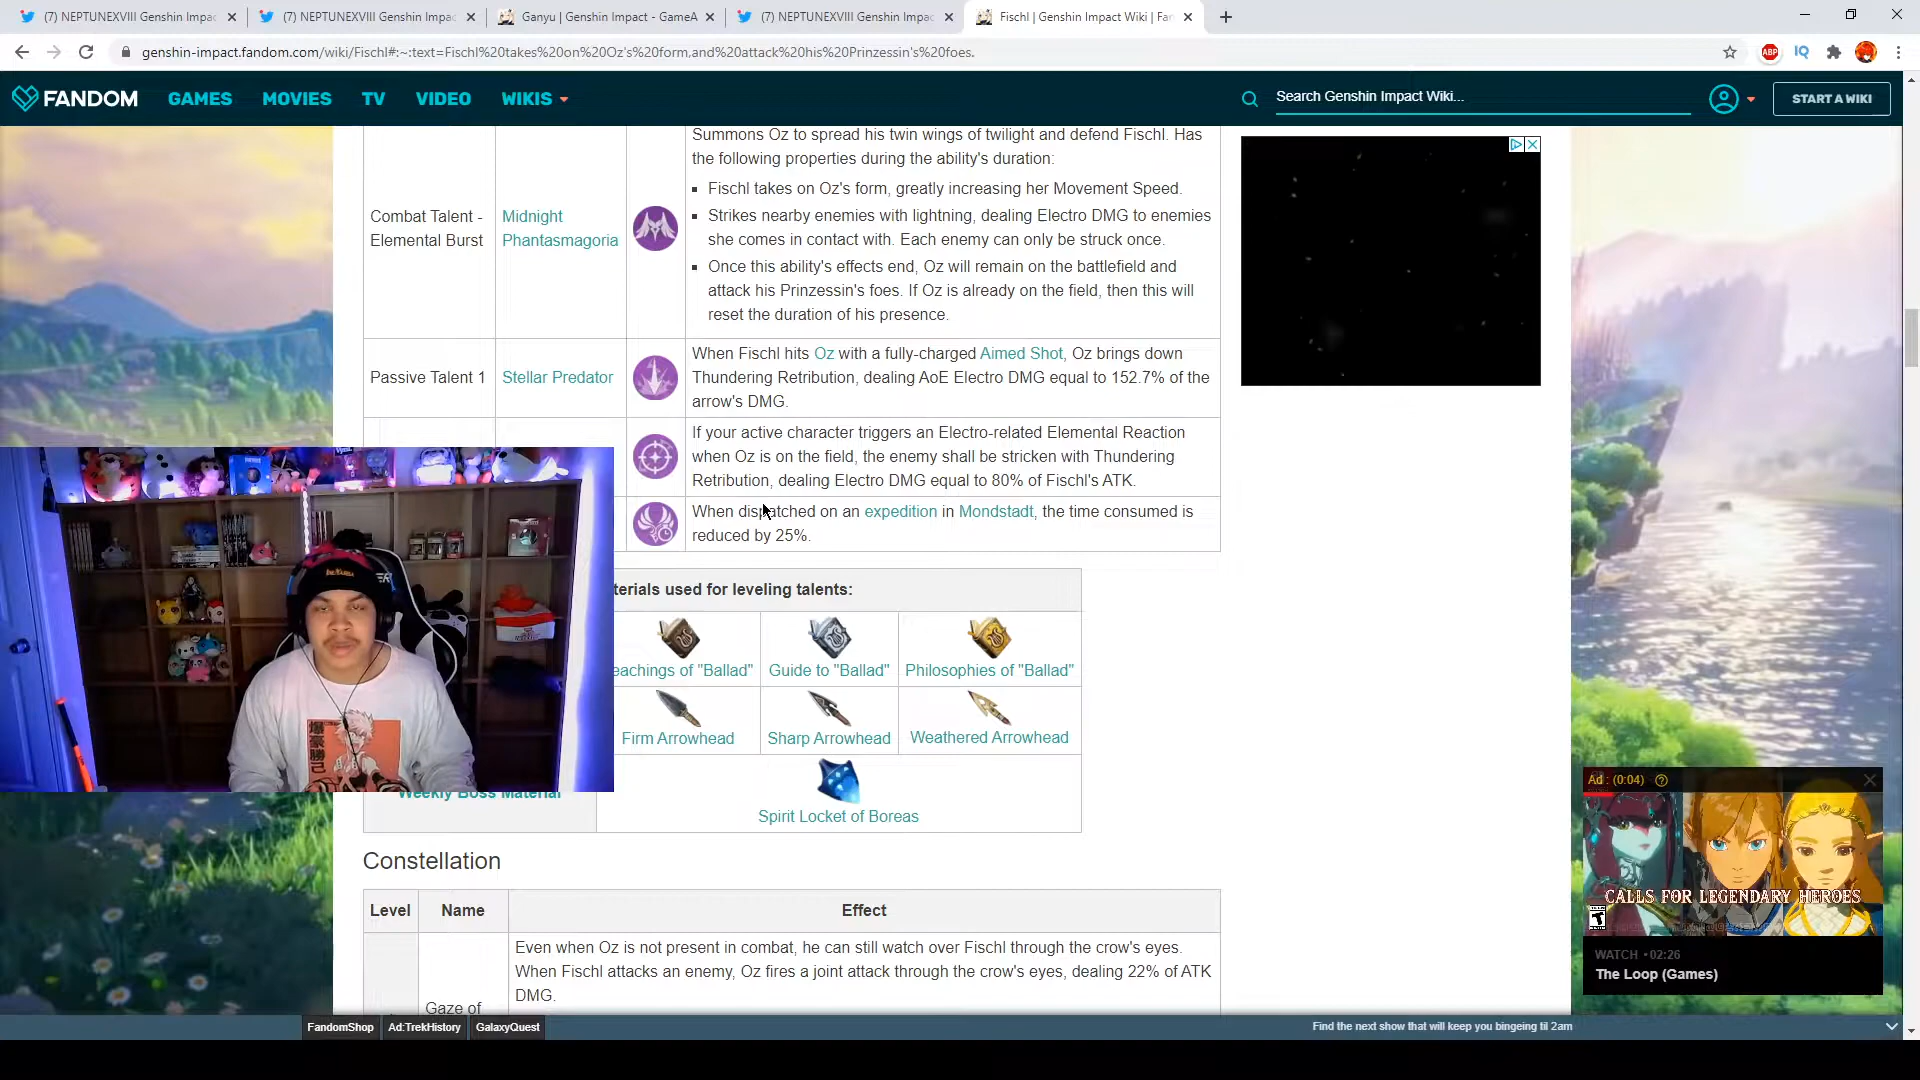 (7) NEPTUNEXVIII Genshin Impac
(7) NEPTUNEXVIII Genshin Impac
Ganyu | Genshin Impact - GameA
(7) NEPTUNEXVIII Genshin Impac
Fischl | Genshin Impact Wiki | Fan
genshin-impact.fandom.com/wiki/Fischl#:~:text=Fischl%20takes%20on%20Oz's%20form,and%20attack%20his%20Prinzessin's%20foes.
ABP
IQ
FANDOM
GAMES
MOVIES
TV
VIDEO
WIKIS
Search Genshin Impact Wiki...
START A WIKI
Combat Talent -
Elemental Burst
Midnight
Phantasmagoria
Summons Oz to spread his twin wings of twilight and defend Fischl. Has
the following properties during the ability's duration:
Fischl takes on Oz's form, greatly increasing her Movement Speed.
Strikes nearby enemies with lightning, dealing Electro DMG to enemies
she comes in contact with. Each enemy can only be struck once.
Once this ability's effects end, Oz will remain on the battlefield and
attack his Prinzessin's foes. If Oz is already on the field, then this will
reset the duration of his presence.
Passive Talent 1
Stellar Predator
When Fischl hits Oz with a fully-charged Aimed Shot, Oz brings down
Thundering Retribution, dealing AoE Electro DMG equal to 152.7% of the
arrow's DMG.
If your active character triggers an Electro-related Elemental Reaction
when Oz is on the field, the enemy shall be stricken with Thundering
Retribution, dealing Electro DMG equal to 80% of Fischl's ATK.
When dispatched on an expedition in Mondstadt, the time consumed is
reduced by 25%.
terials used for leveling talents:
eachings of "Ballad"
Guide to "Ballad"
Philosophies of "Ballad"
Firm Arrowhead
Sharp Arrowhead
Weathered Arrowhead
Weekly Boss Material
Spirit Locket of Boreas
Constellation
Level
Name
Effect
Gaze of
Even when Oz is not present in combat, he can still watch over Fischl through the crow's eyes.
When Fischl attacks an enemy, Oz fires a joint attack through the crow's eyes, dealing 22% of ATK
DMG.
Ad : (0:04)
CALLS FOR LEGENDARY HEROES
T
WATCH • 02:26
The Loop (Games)
FandomShop
Ad:TrekHistory
GalaxyQuest
Find the next show that will keep you bingeing til 2am